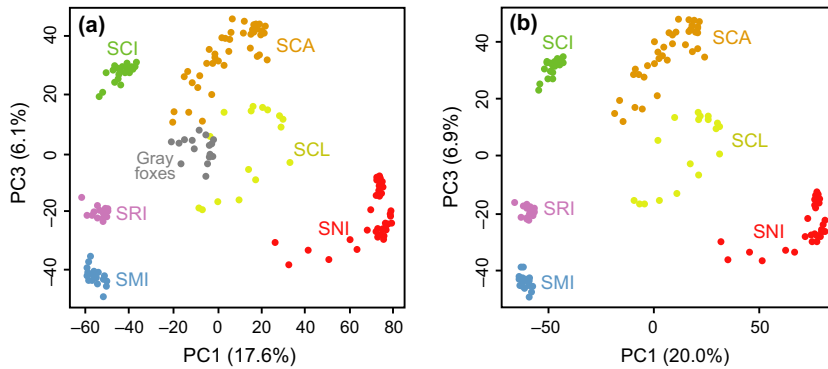 (a)
SCI
SCA
SCL
Gray
foxes
SRI
SNI
SMI
PC3 (6.1%)
40
20
0
–20
–40
–60
–40
–20
0
20
40
60
80
PC1 (17.6%)
(b)
SCA
SCI
SCL
SRI
SNI
SMI
PC3 (6.9%)
40
20
0
–20
–40
–50
0
50
PC1 (20.0%)